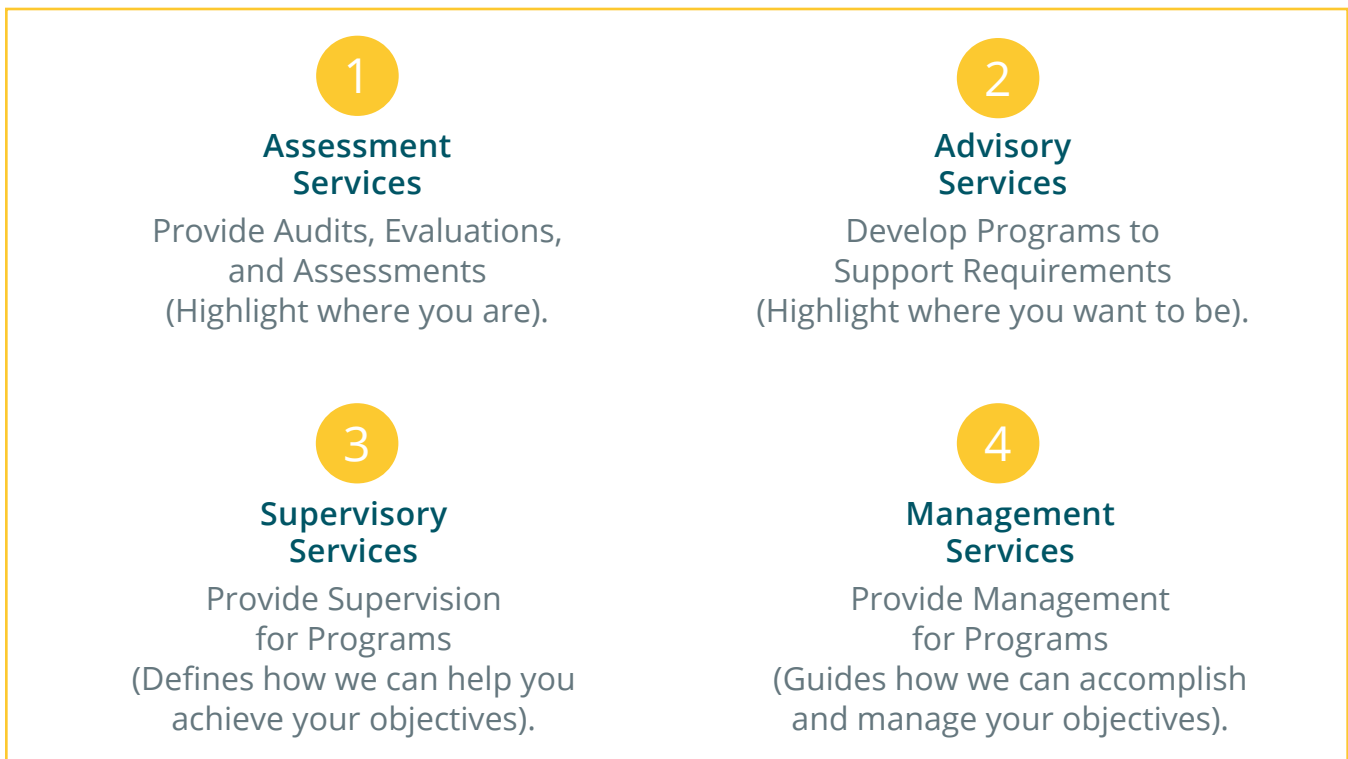 1
Assessment
Services
Provide Audits, Evaluations,
and Assessments
(Highlight where you are).
2
Advisory
Services
Develop Programs to
Support Requirements
(Highlight where you want to be).
3
Supervisory
Services
Provide Supervision
for Programs
(Defines how we can help you
achieve your objectives).
4
Management
Services
Provide Management
for Programs
(Guides how we can accomplish
and manage your objectives).